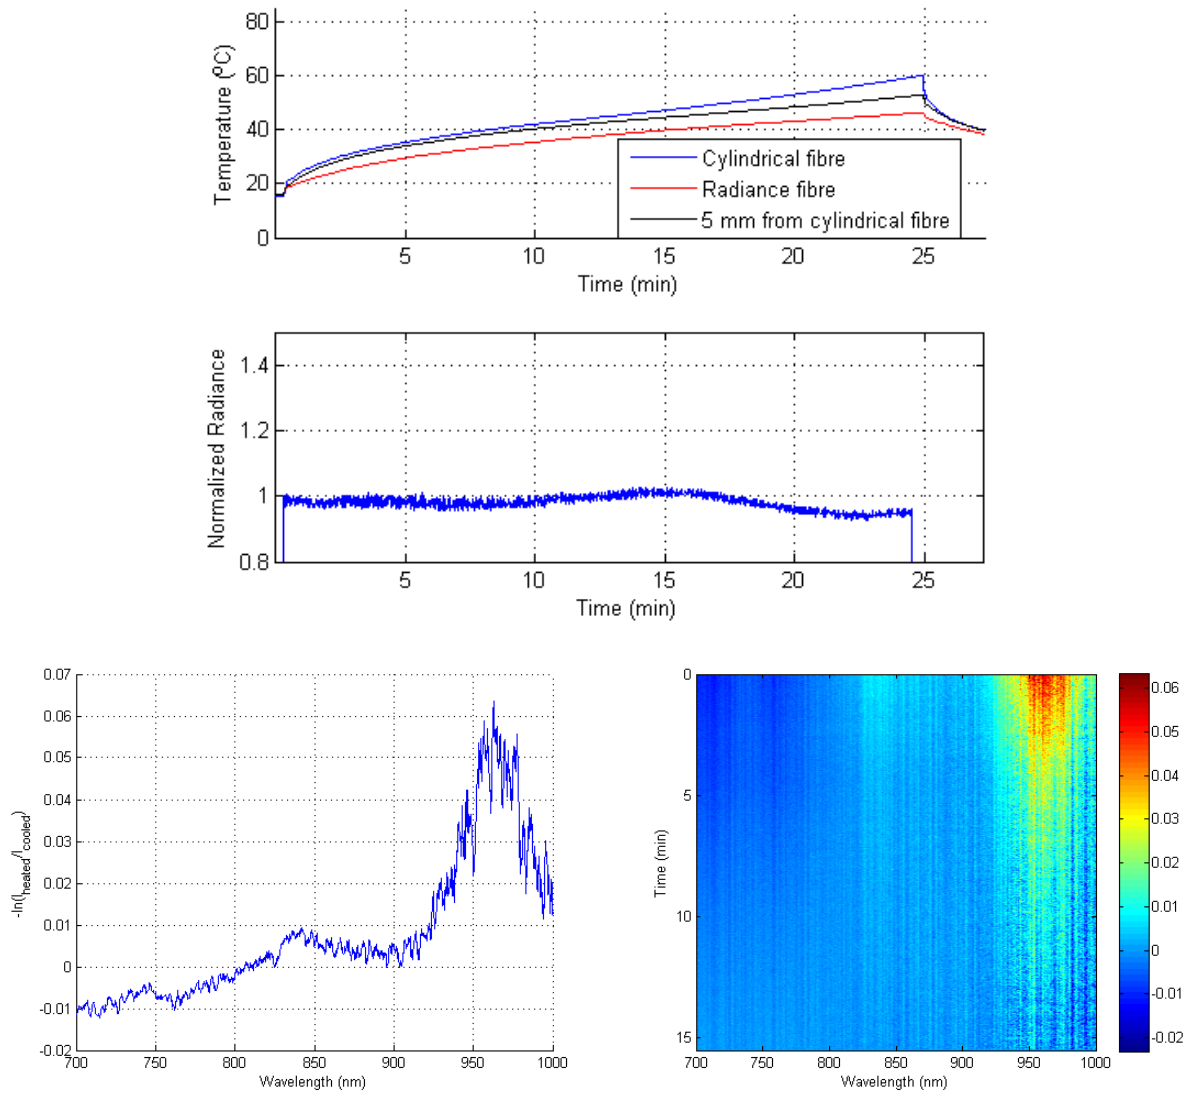 80
60
40
20
0
Temperature (ºC)
Cylindrical fibre
Radiance fibre
5 mm from cylindrical fibre
5 10 15 20 25
Time (min)
1.4
1.2
1
0.8
Normalized Radiance
5 10 15 20 25
Time (min)
0.07
0.06
0.05
0.04
0.03
0.02
0.01
0
-0.01
-0.02
-ln(Iheated/Icooled)
700 750 800 850 900 950 1000
Wavelength (nm)
0
5
10
15
Time (min)
700 750 800 850 900 950 1000
Wavelength (nm)
0.06
0.05
0.04
0.03
0.02
0.01
0
-0.01
-0.02